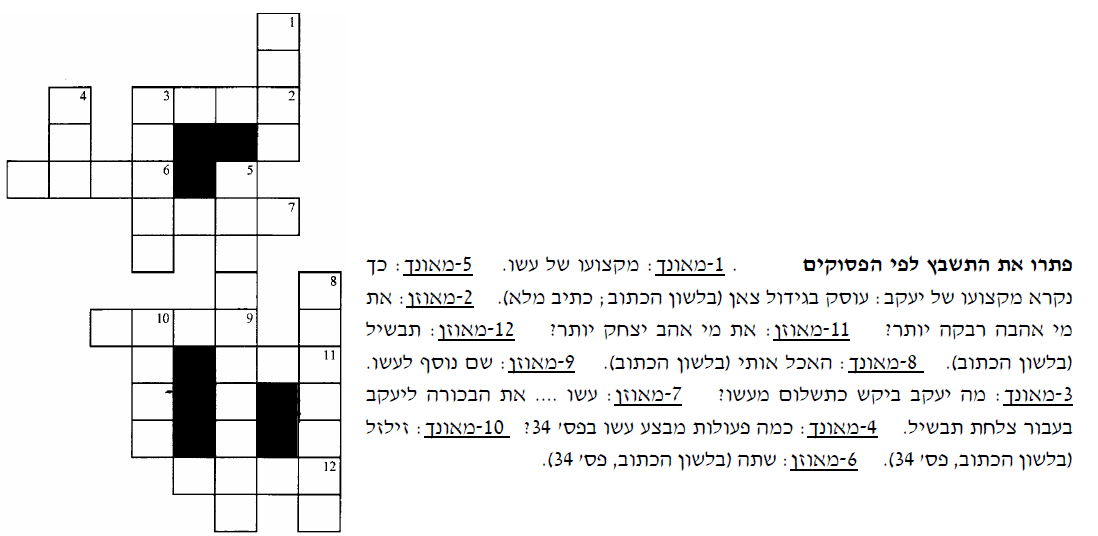 1
4 3 2
6 5
7
8
10 9
11
12
פתרו את התשבץ לפי הפסוקים . 1-מאונך: מקצועו של עשו. 5-מאונך: כך
נקרא מקצועו של יעקב: עוסק בגידול צאן (בלשון הכתוב; כתיב מלא). 2-מאוזן: את
מי אהבה רבקה יותר? 11-מאוזן: את מי אהב יצחק יותר? 12-מאוזן: תבשיל
(בלשון הכתוב). 8-מאונך: האכל אותי (בלשון הכתוב). 9-מאוזן: שם נוסף לעשו.
3-מאונך: מה יעקב ביקש כתשלום מעשו? 7-מאוזן: עשו .... את הבכורה ליעקב
בעבור צלחת תבשיל. 4-מאונך: כמה פעולות מבצע עשו בפס' 34? 10-מאונך: זילזל
(בלשון הכתוב, פס' 34). 6-מאוזן: שתה (בלשון הכתוב, פס' 34).